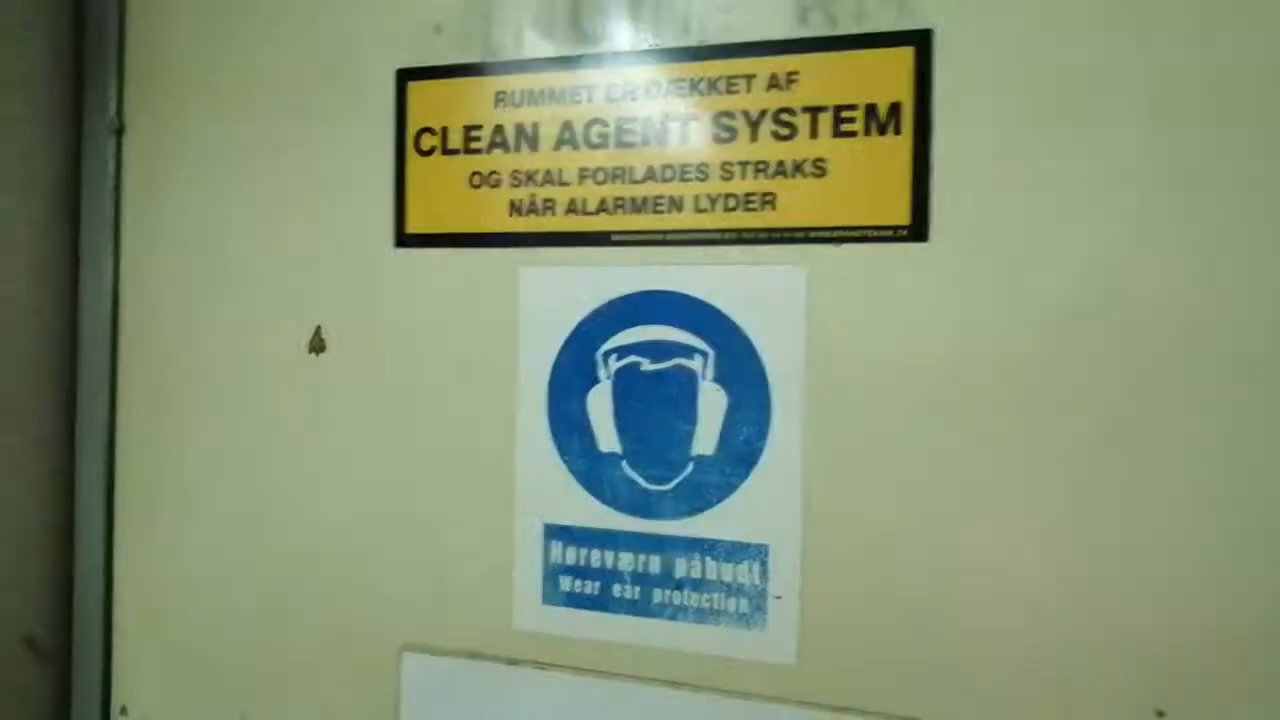 RUMMET ER DÆKKET AF
CLEAN AGENT SYSTEM
OG SKAL FORLADES STRAKS
NÅR ALARMEN LYDER
Høreværn påbudt
Wear ear protection